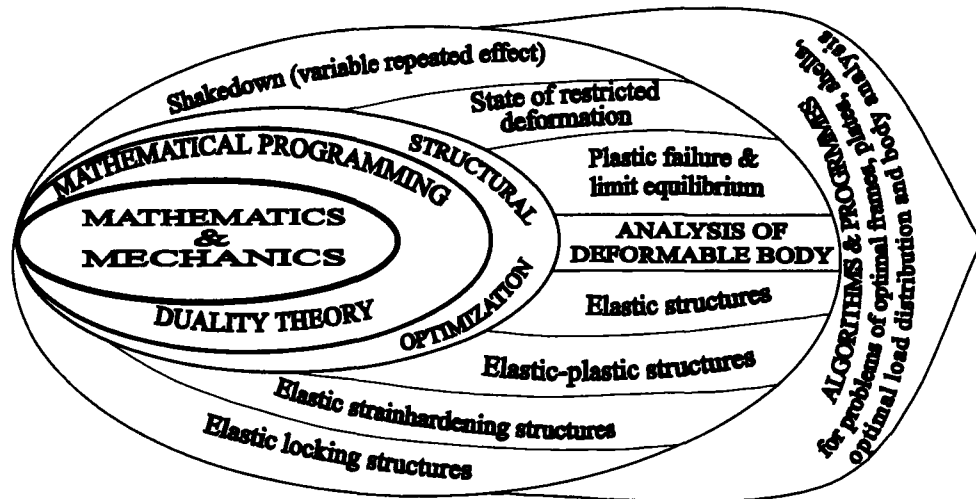 Shakedown (variable repeated effect)
State of restricted
deformation
Plastic failure &
limit equilibrium
MATHEMATICAL PROGRAMMING
STRUCTURAL
OPTIMIZATION
MATHEMATICS
&
MECHANICS
DUALITY THEORY
ANALYSIS OF
DEFORMABLE BODY
Elastic structures
Elastic-plastic structures
Elastic strainhardening structures
Elastic locking structures
ALGORITHMS & PROGRMMES
for problems of optimal frames, plates, shells,
optimal load distribution and body analysis